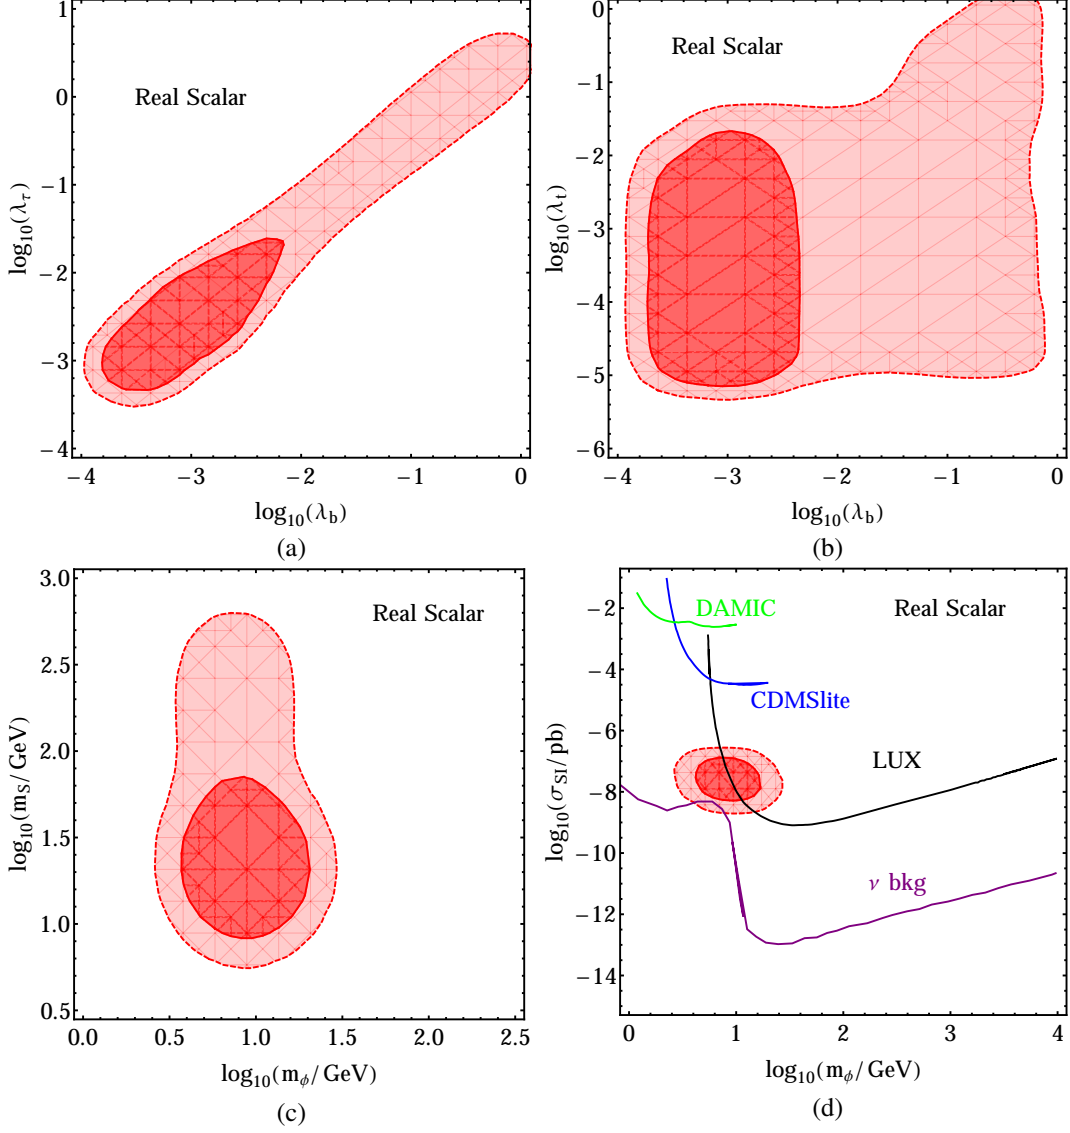 1
0
−1
−2
−3
−4
log₁₀(λτ)
Real Scalar
−4
−3
−2
−1
0
log₁₀(λb)
(a)
0
−1
−2
−3
−4
−5
−6
log₁₀(λt)
Real Scalar
−4
−3
−2
−1
0
log₁₀(λb)
(b)
3.0
2.5
2.0
1.5
1.0
0.5
log₁₀(mS/GeV)
Real Scalar
0.0
0.5
1.0
1.5
2.0
2.5
log₁₀(mϕ/GeV)
(c)
−2
−4
−6
−8
−10
−12
−14
log₁₀(σSI/pb)
DAMIC
Real Scalar
CDMSlite
LUX
ν bkg
0
1
2
3
4
log₁₀(mϕ/GeV)
(d)